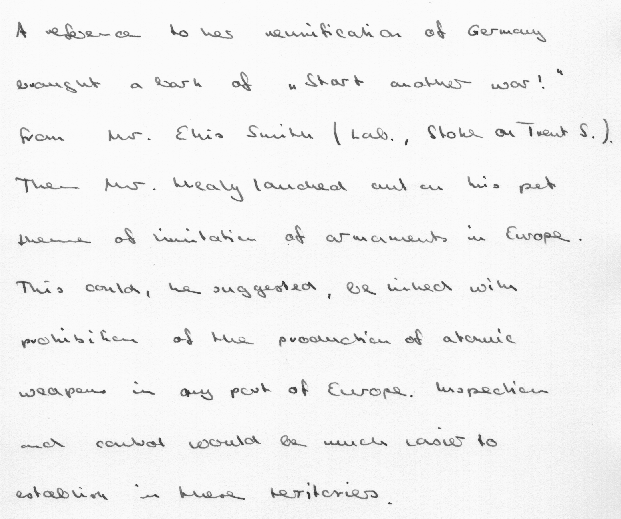 A reference to her reunification of Germany
brought a bark of "Start another war!"
from Mr. Ellis Smith (Lab., Stoke on Trent S.).
Then Mr. Healy lauched out on his pet
theme of limitation of armaments in Europe.
This could, he suggested, be linked with
prohibition of the production of atomic
weapons in any part of Europe. Inspection
and control would be much easier to
establish in these territories.